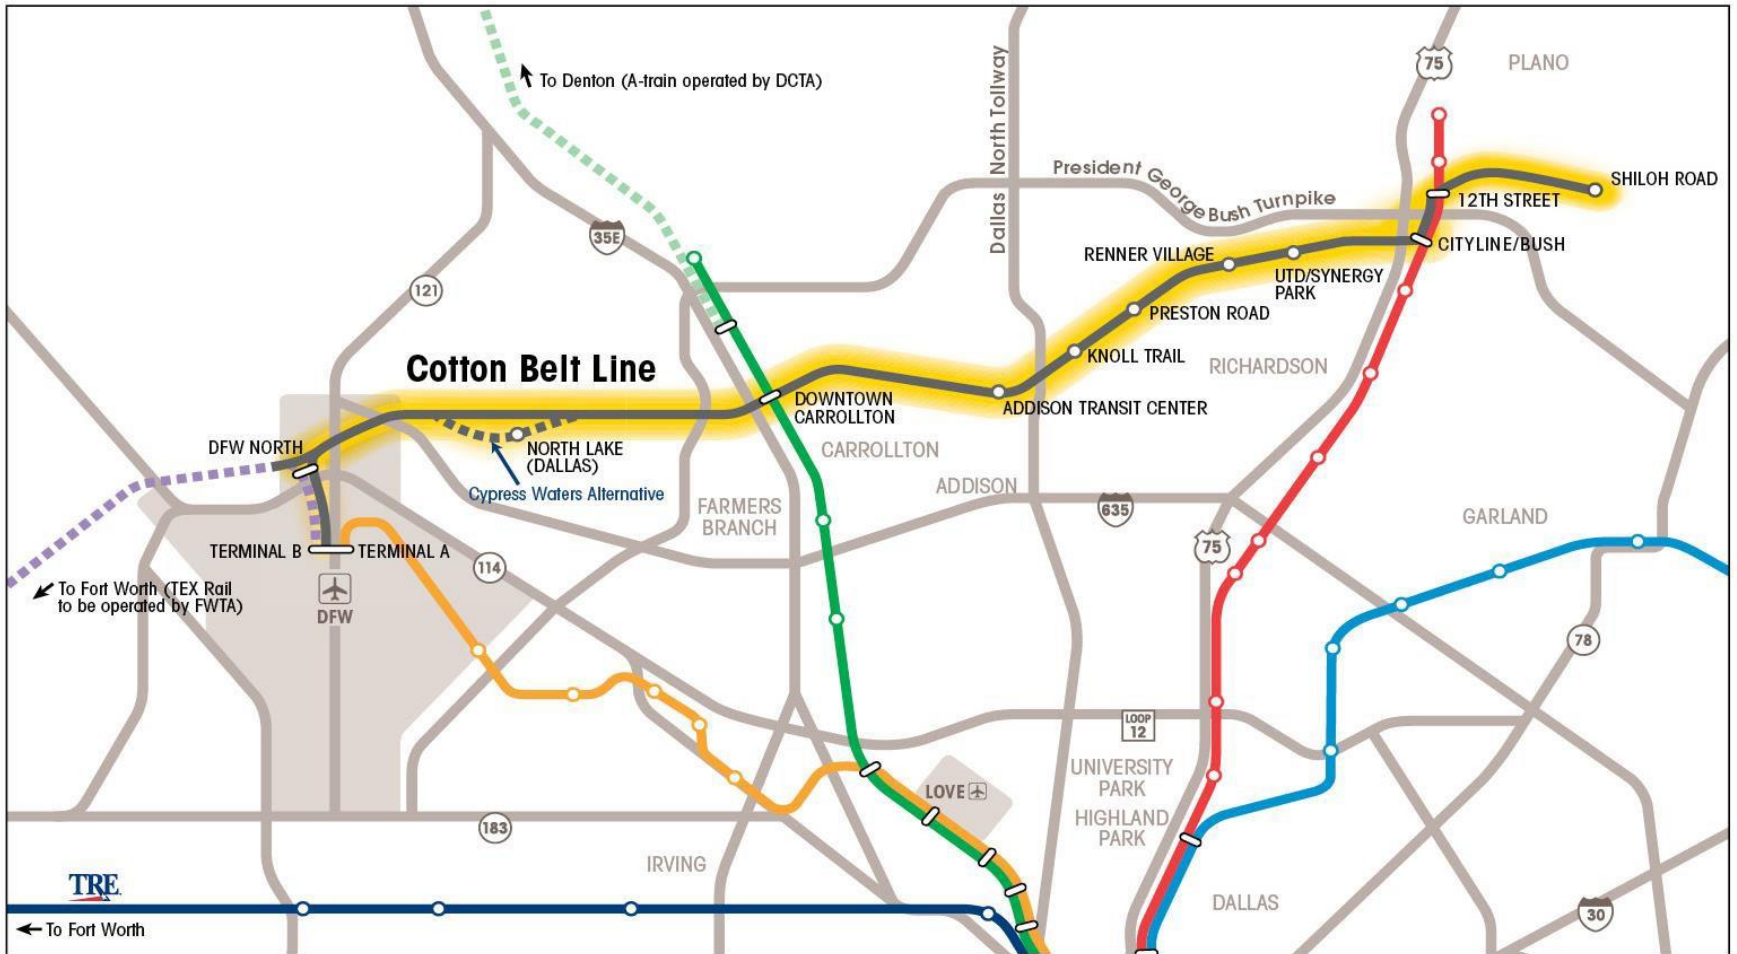 75
PLANO
To Denton (A-train operated by DCTA)
Dallas North Tollway
President George Bush Turnpike
SHILOH ROAD
12TH STREET
35E
CITYLINE/BUSH
RENNER VILLAGE
UTD/SYNERGY
PARK
121
PRESTON ROAD
KNOLL TRAIL
RICHARDSON
Cotton Belt Line
DOWNTOWN
CARROLLTON
ADDISON TRANSIT CENTER
DFW NORTH
NORTH LAKE
(DALLAS)
CARROLLTON
Cypress Waters Alternative
ADDISON
FARMERS
BRANCH
635
GARLAND
75
TERMINAL B
TERMINAL A
114
To Fort Worth (TEX Rail
to be operated by FWTA)
DFW
78
LOOP
12
UNIVERSITY
PARK
LOVE
HIGHLAND
PARK
183
IRVING
TRE
DALLAS
30
To Fort Worth